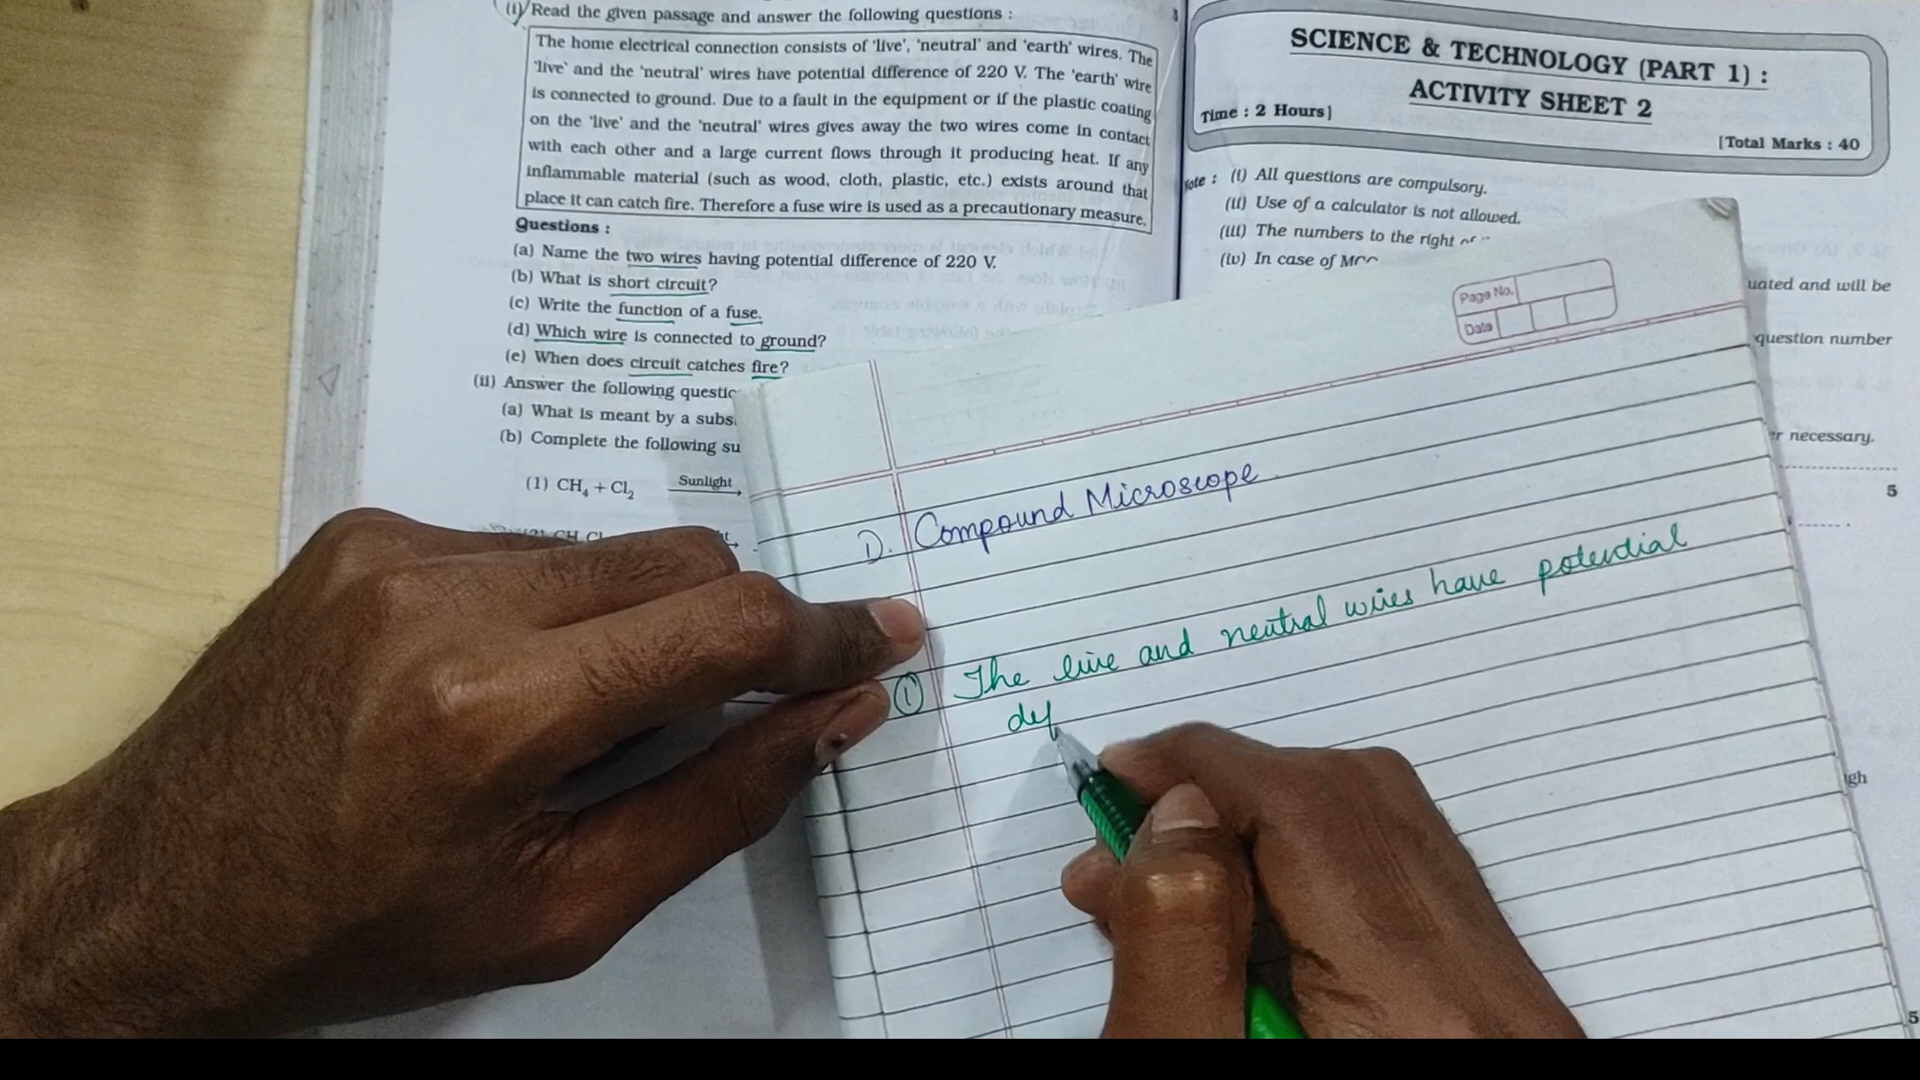 (i) Read the given passage and answer the following questions :
The home electrical connection consists of 'live', 'neutral' and 'earth' wires. The
'live' and the 'neutral' wires have potential difference of 220 V. The 'earth' wire
is connected to ground. Due to a fault in the equipment or if the plastic coating
on the 'live' and the 'neutral' wires gives away the two wires come in contact
with each other and a large current flows through it producing heat. If any
inflammable material (such as wood, cloth, plastic, etc.) exists around that
place it can catch fire. Therefore a fuse wire is used as a precautionary measure.
Questions :
(a) Name the two wires having potential difference of 220 V.
(b) What is short circuit?
(c) Write the function of a fuse.
(d) Which wire is connected to ground?
(e) When does circuit catches fire?
(ii) Answer the following questio
(a) What is meant by a subs
(b) Complete the following su
(1) CH4 + Cl2 Sunlight
SCIENCE & TECHNOLOGY (PART 1) :
ACTIVITY SHEET 2
Time : 2 Hours]
[Total Marks : 40
ote : (i) All questions are compulsory.
(ii) Use of a calculator is not allowed.
(iii) The numbers to the right
(iv) In case of
uated and will be
question number
er necessary.
5
gh
5
Page No.
Date
D. Compound Microscope
1 The live and neutral wires have potential
def